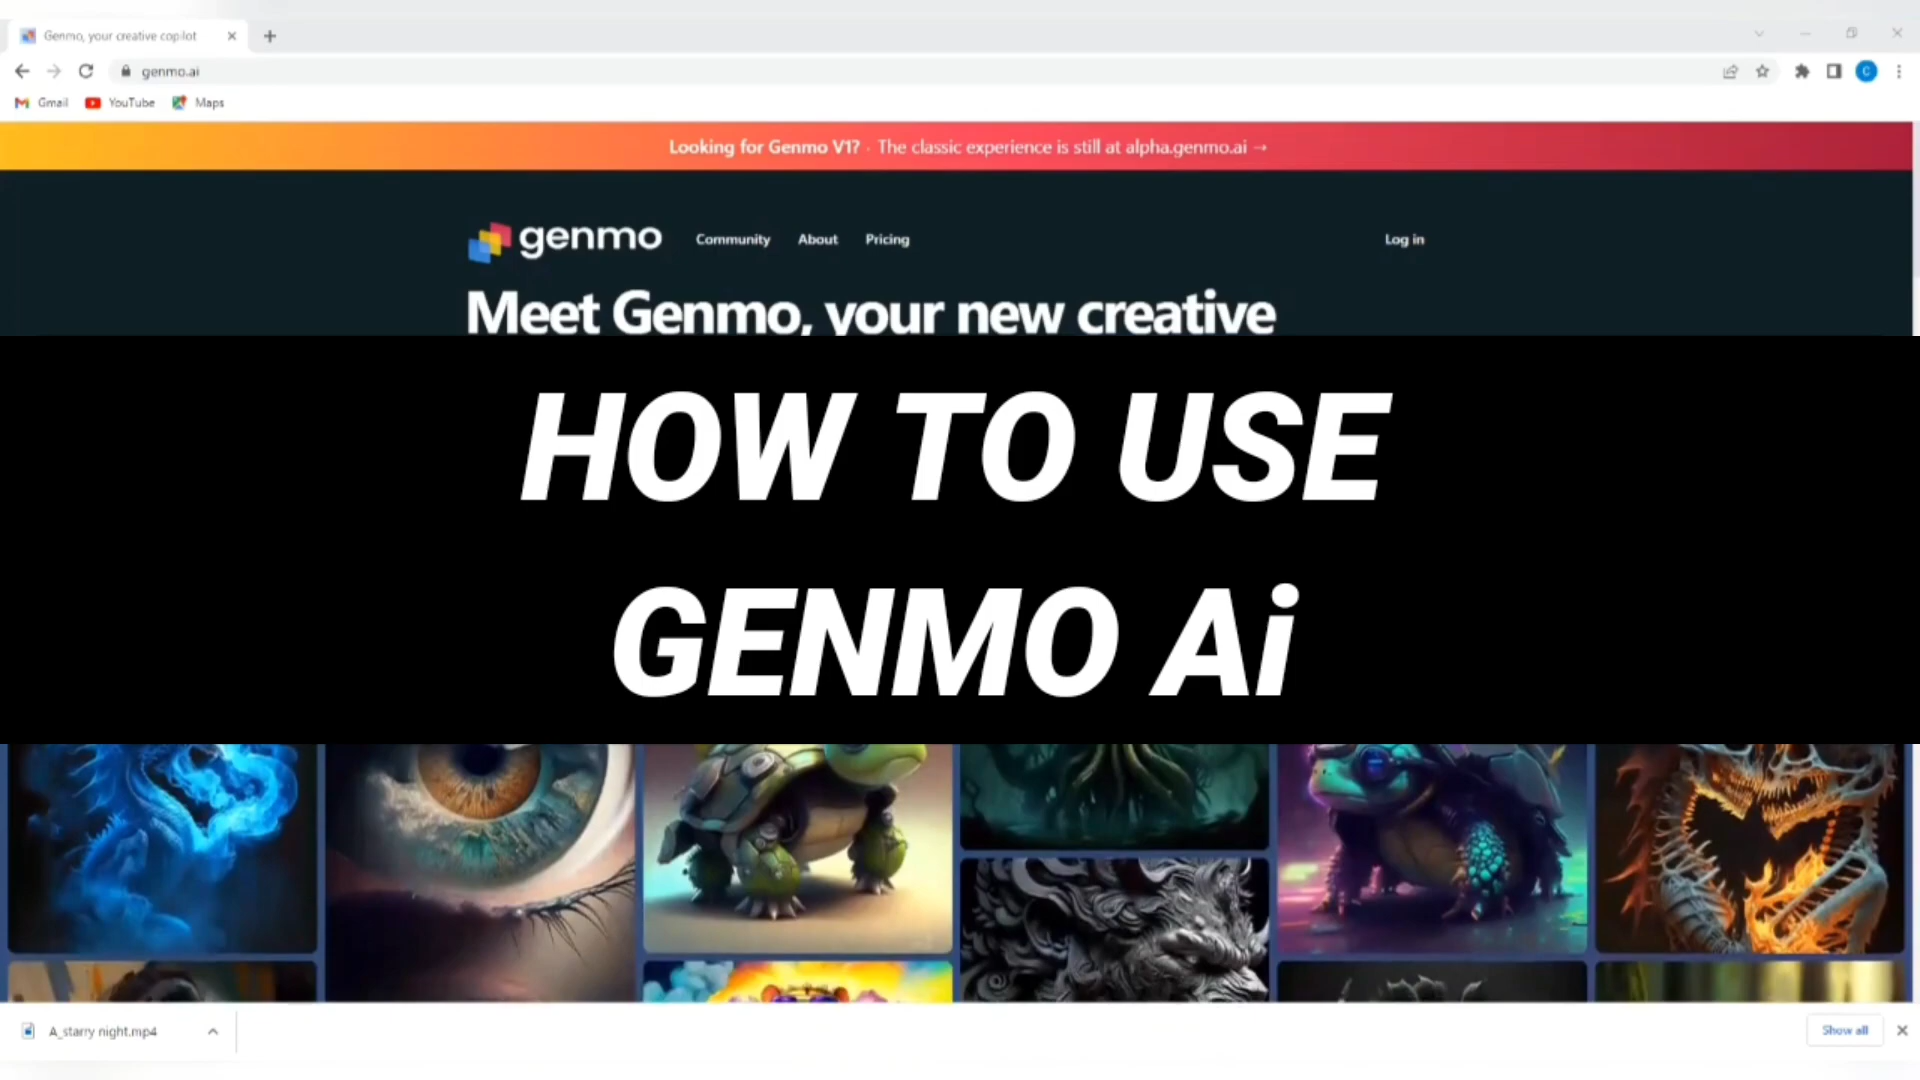 Genmo, your creative copilot
genmo.ai
C
Gmail YouTube Maps
Looking for Genmo V1? · The classic experience is still at alpha.genmo.ai →
genmo Community About Pricing Log in
Meet Genmo, your new creative
HOW TO USE
GENMO Ai
A_starry night.mp4 Show all